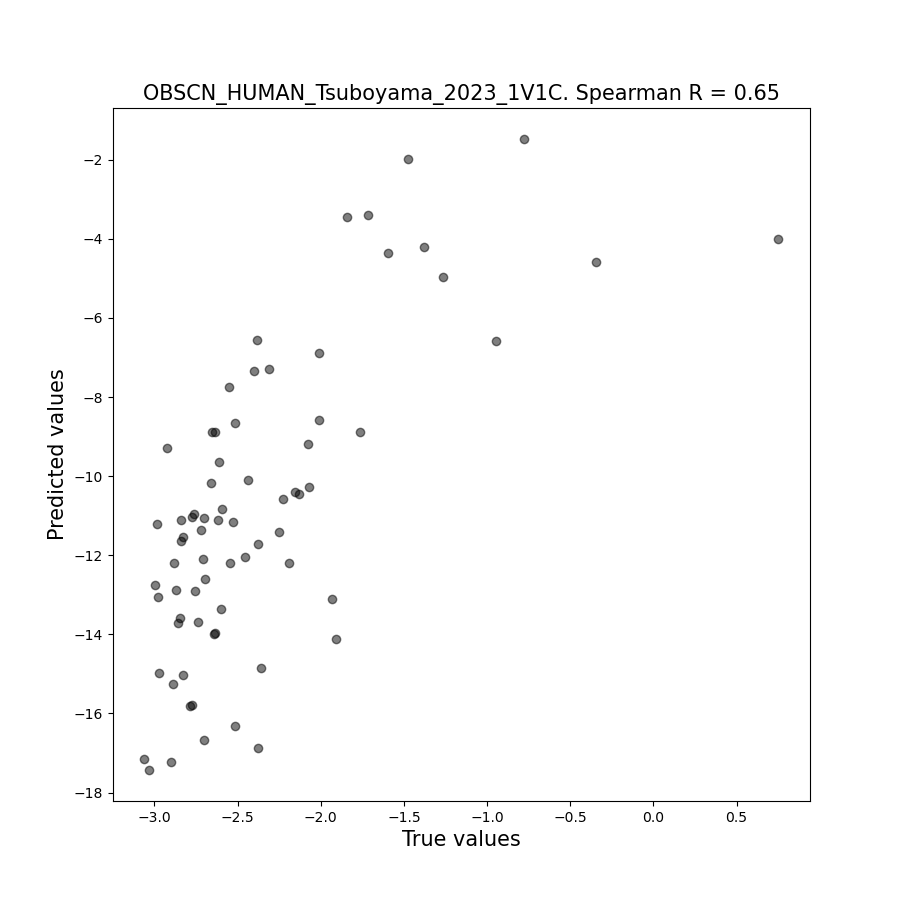 OBSCN_HUMAN_Tsuboyama_2023_1V1C. Spearman R = 0.65
Predicted values
−2
−4
−6
−8
−10
−12
−14
−16
−18
−3.0 −2.5 −2.0 −1.5 −1.0 −0.5 0.0 0.5
True values